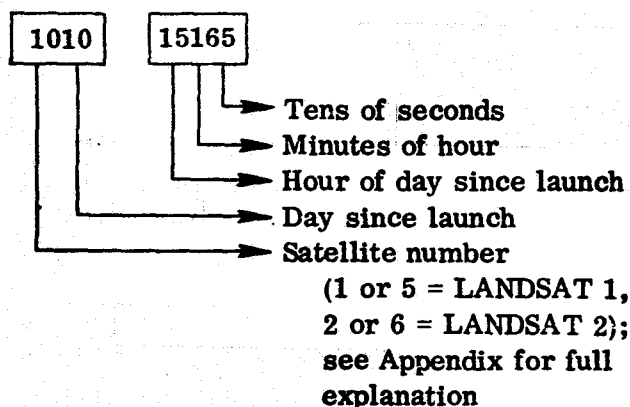 1010 15165
Tens of seconds
Minutes of hour
Hour of day since launch
Day since launch
Satellite number
(1 or 5 = LANDSAT 1,
2 or 6 = LANDSAT 2);
see Appendix for full
explanation